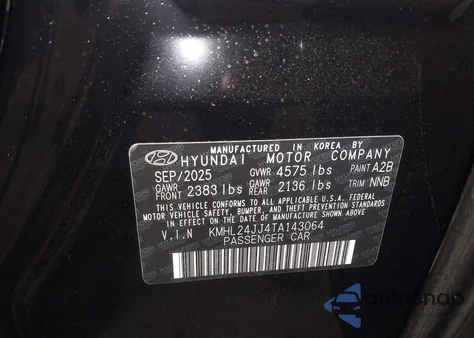 MANUFACTURED IN KOREA BY
HYUNDAI MOTOR COMPANY
SEP/2025 GVWR 4575 lbs PAINT A2B
GAWR FRONT 2383 lbs GAWR REAR 2136 lbs TRIM NNB
THIS VEHICLE CONFORMS TO ALL APPLICABLE U.S.A. FEDERAL
MOTOR VEHICLE SAFETY, BUMPER, AND THEFT PREVENTION
STANDARDS IN EFFECT ON THE DATE OF MANUFACTURE SHOWN ABOVE.
V.I.N KMHL24JJ4TA143064
PASSENGER CAR
autosnap